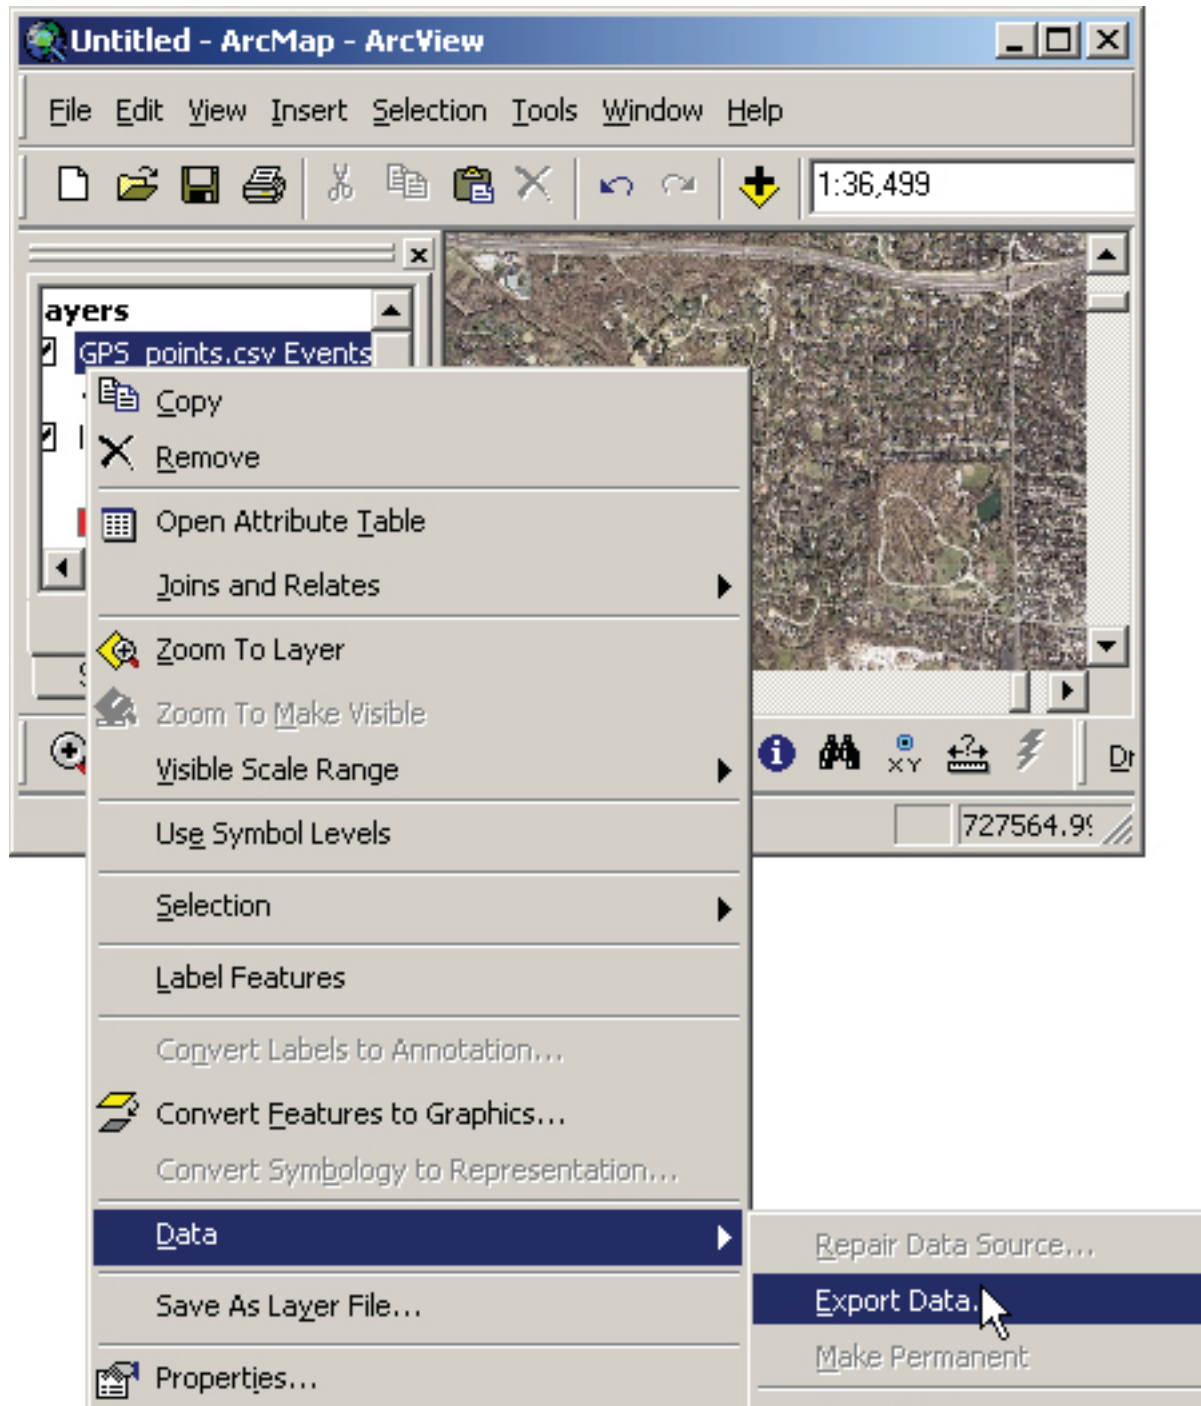 Untitled - ArcMap - ArcView
File Edit View Insert Selection Tools Window Help
1:36,499
ayers
GPS_points.csv Events
Copy
Remove
Open Attribute Table
Joins and Relates
Zoom To Layer
Zoom To Make Visible
Visible Scale Range
XY
Dr
727564.99
Use Symbol Levels
Selection
Label Features
Convert Labels to Annotation...
Convert Features to Graphics...
Convert Symbology to Representation...
Data
Repair Data Source...
Export Data.
Save As Layer File...
Make Permanent
Properties...